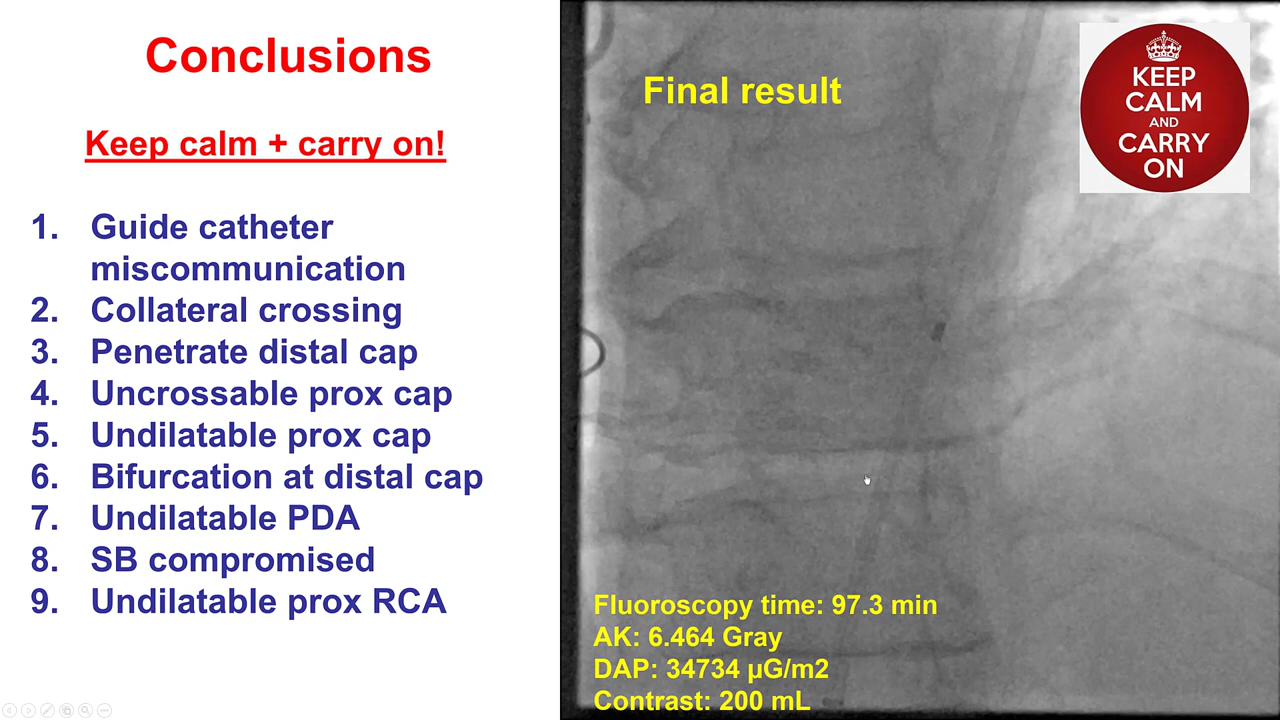 Conclusions
Keep calm + carry on!
1. Guide catheter
miscommunication
2. Collateral crossing
3. Penetrate distal cap
4. Uncrossable prox cap
5. Undilatable prox cap
6. Bifurcation at distal cap
7. Undilatable PDA
8. SB compromised
9. Undilatable prox RCA
Final result
KEEP
CALM
AND
CARRY
ON
Fluoroscopy time: 97.3 min
AK: 6.464 Gray
DAP: 34734 μG/m2
Contrast: 200 mL